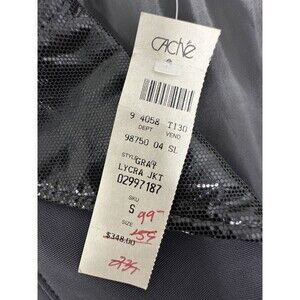 CACHÉ
9 4058 T130
DEPT VEND
98750 04 SL
STYLE
GRAY
LYCRA JKT
02997187
SKU
S 99-
SIZE 159
$348.00
237